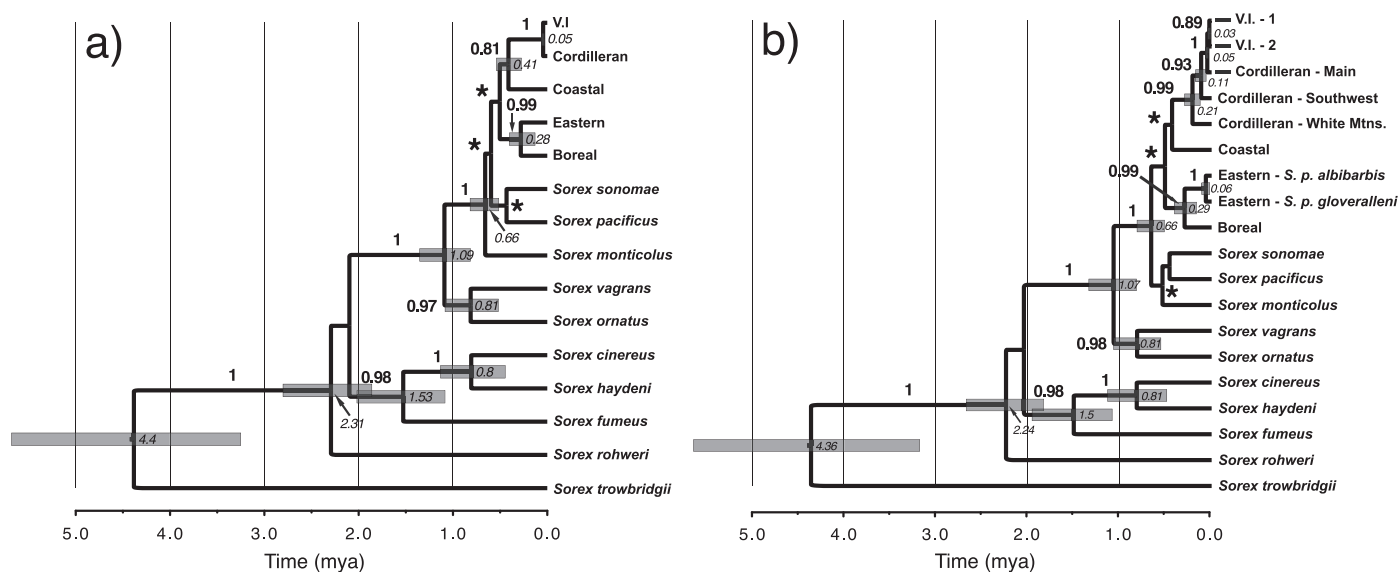 a)
1
V.I
0.05
Cordilleran
0.81
0.41
Coastal
*
0.99
Eastern
0.28
Boreal
*
1
Sorex sonomae
*
Sorex pacificus
0.66
1
1.09
Sorex monticolus
Sorex vagrans
0.97
0.81
Sorex ornatus
1
Sorex cinereus
0.8
0.98
Sorex haydeni
1
1.53
2.31
Sorex fumeus
4.4
Sorex rohweri
Sorex trowbridgii
5.0 4.0 3.0 2.0 1.0 0.0
Time (mya)
b)
0.89
V.I. - 1
0.03
1
V.I. - 2
0.05
0.93
Cordilleran - Main
0.11
0.99
Cordilleran - Southwest
0.21
*
Cordilleran - White Mtns.
Coastal
*
0.99
1
Eastern - S. p. albibarbis
0.06
Eastern - S. p. gloveralleni
0.29
1
0.66
Boreal
Sorex sonomae
1
1.07
Sorex pacificus
*
Sorex monticolus
Sorex vagrans
0.98
0.81
Sorex ornatus
1
Sorex cinereus
0.81
0.98
1
Sorex haydeni
1.5
2.24
Sorex fumeus
4.36
Sorex rohweri
Sorex trowbridgii
5.0 4.0 3.0 2.0 1.0 0.0
Time (mya)